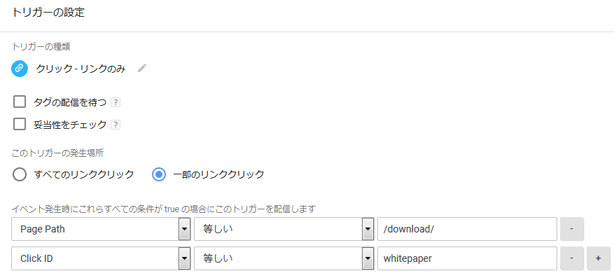 トリガーの設定
トリガーの種類
クリック - リンクのみ
タグの配信を待つ ?
妥当性をチェック ?
このトリガーの発生場所
すべてのリンククリック 一部のリンククリック
イベント発生時にこれらすべての条件が true の場合にこのトリガーを配信します
Page Path 等しい /download/ -
Click ID 等しい whitepaper - +